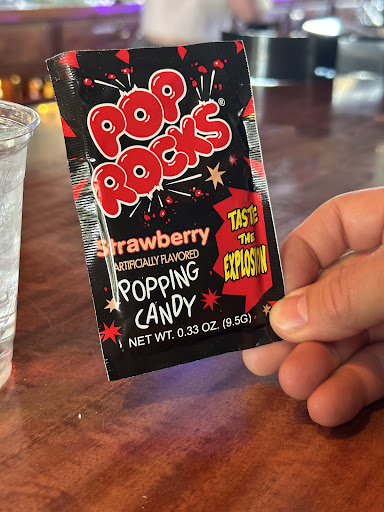 POP
ROCKS®
Strawberry
ARTIFICIALLY FLAVORED
POPPING
CANDY
TASTE
THE
EXPLOSION
NET WT. 0.33 OZ. (9.5G)